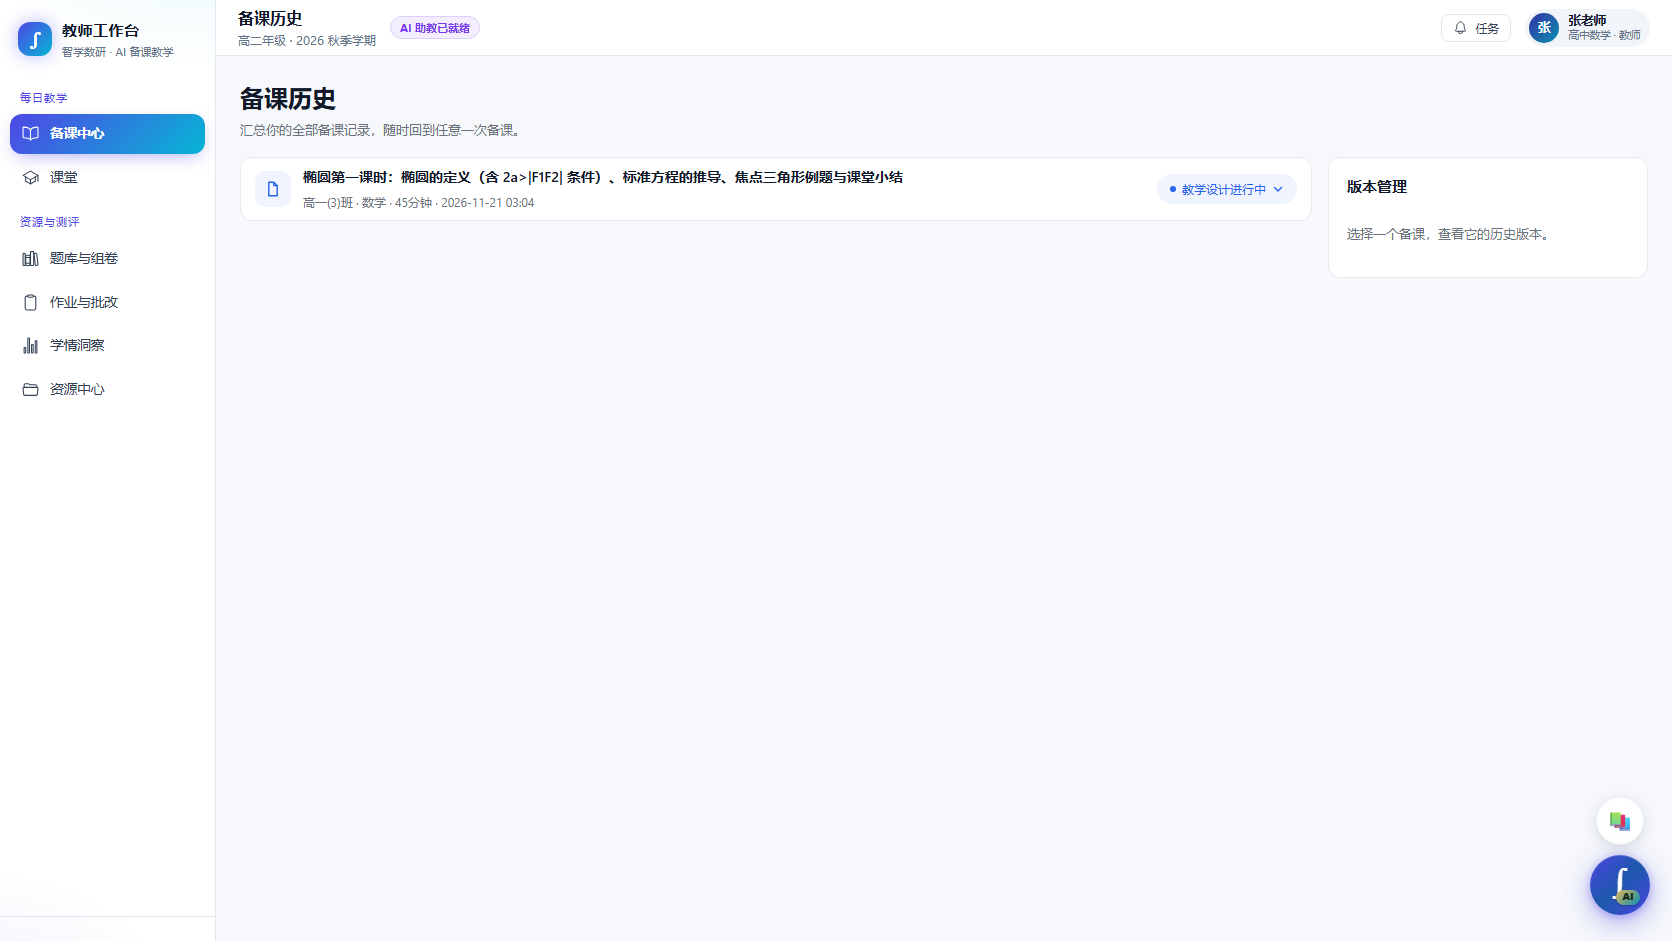 教师工作台
智学数研 · AI 备课教学
每日教学
备课中心
课堂
资源与测评
题库与组卷
作业与批改
学情洞察
资源中心
备课历史
高二年级 · 2026 秋季学期
AI 助教已就绪
任务
张
张老师
高中数学 · 教师
备课历史
汇总你的全部备课记录，随时回到任意一次备课。
椭圆第一课时：椭圆的定义（含 2a>|F1F2| 条件）、标准方程的推导、焦点三角形例题与课堂小结
高一(3)班 · 数学 · 45分钟 · 2026-11-21 03:04
教学设计进行中
版本管理
选择一个备课，查看它的历史版本。
∫
AI